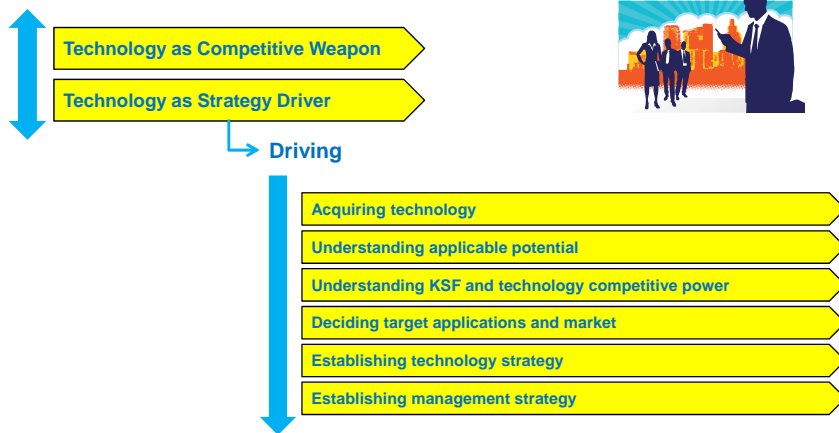 Technology as Competitive Weapon
Technology as Strategy Driver
Driving
Acquiring technology
Understanding applicable potential
Understanding KSF and technology competitive power
Deciding target applications and market
Establishing technology strategy
Establishing management strategy